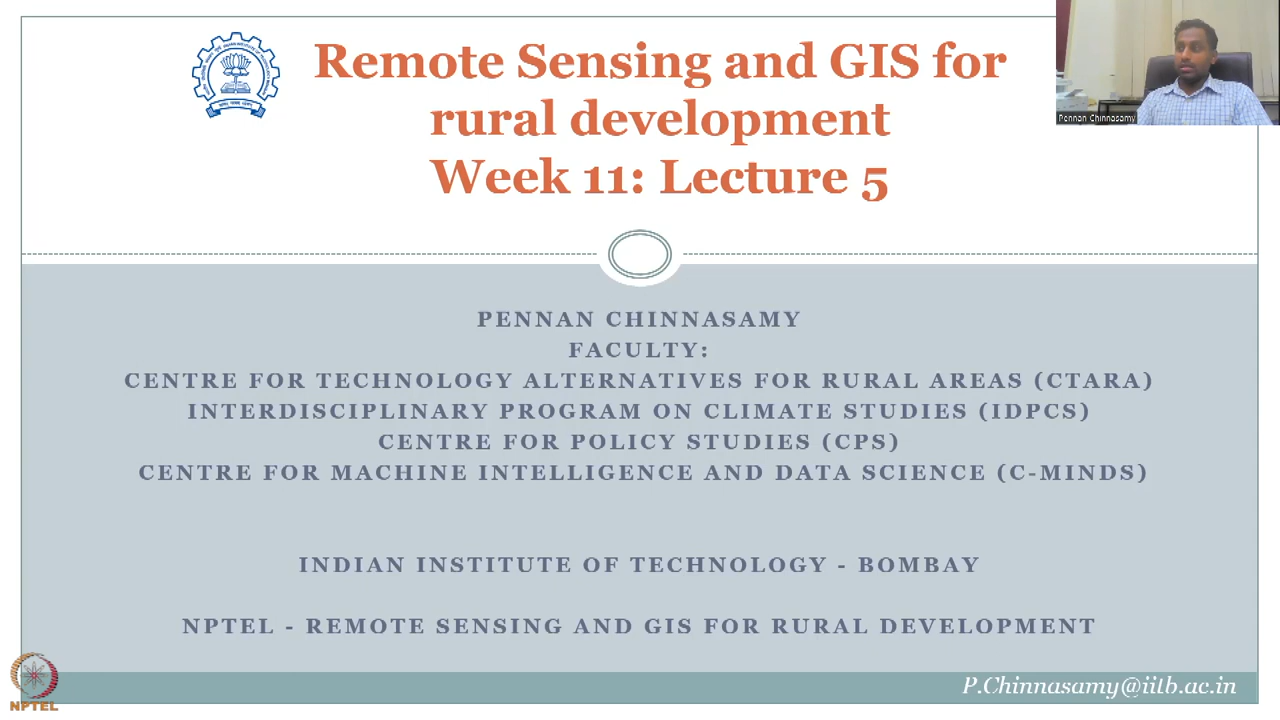 Remote Sensing and GIS for
rural development
Week 11: Lecture 5
Pennan Chinnasamy
PENNAN CHINNASAMY
FACULTY:
CENTRE FOR TECHNOLOGY ALTERNATIVES FOR RURAL AREAS (CTARA)
INTERDISCIPLINARY PROGRAM ON CLIMATE STUDIES (IDPCS)
CENTRE FOR POLICY STUDIES (CPS)
CENTRE FOR MACHINE INTELLIGENCE AND DATA SCIENCE (C-MINDS)
INDIAN INSTITUTE OF TECHNOLOGY - BOMBAY
NPTEL - REMOTE SENSING AND GIS FOR RURAL DEVELOPMENT
P.Chinnasamy@iitb.ac.in
NPTEL